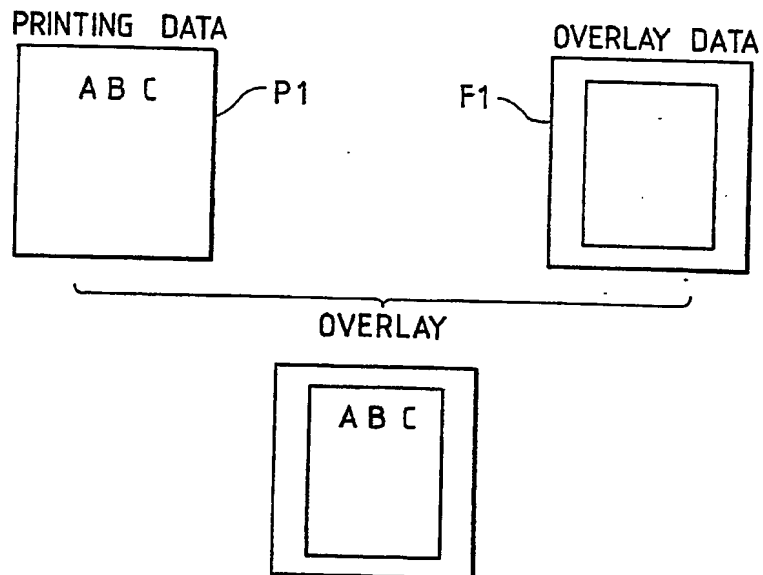 PRINTING DATA
OVERLAY DATA
A B C
P1
F1
OVERLAY
A B C